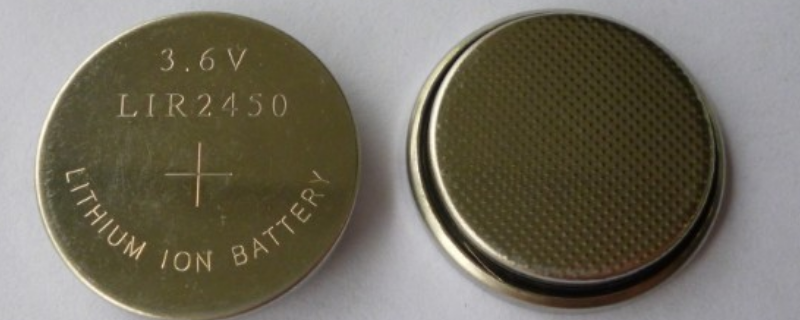 3.6V
LIR2450
+
LITHIUM ION BATTERY